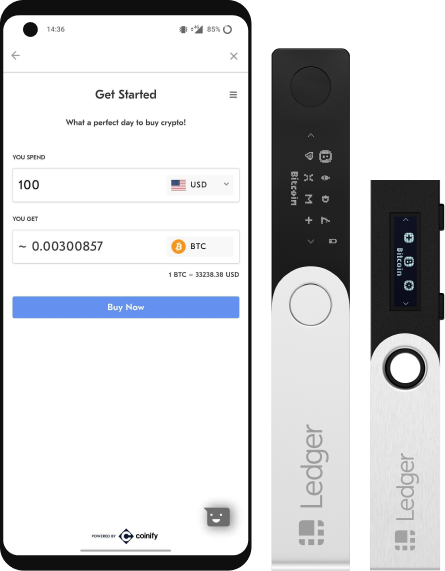 14:36
85%
Get Started
What a perfect day to buy crypto!
YOU SPEND
100
USD
YOU GET
~ 0.00300857
BTC
1 BTC ~ 33238.38 USD
Buy Now
POWERED BY coinify
Bitcoin
Ledger
Bitcoin
Ledger